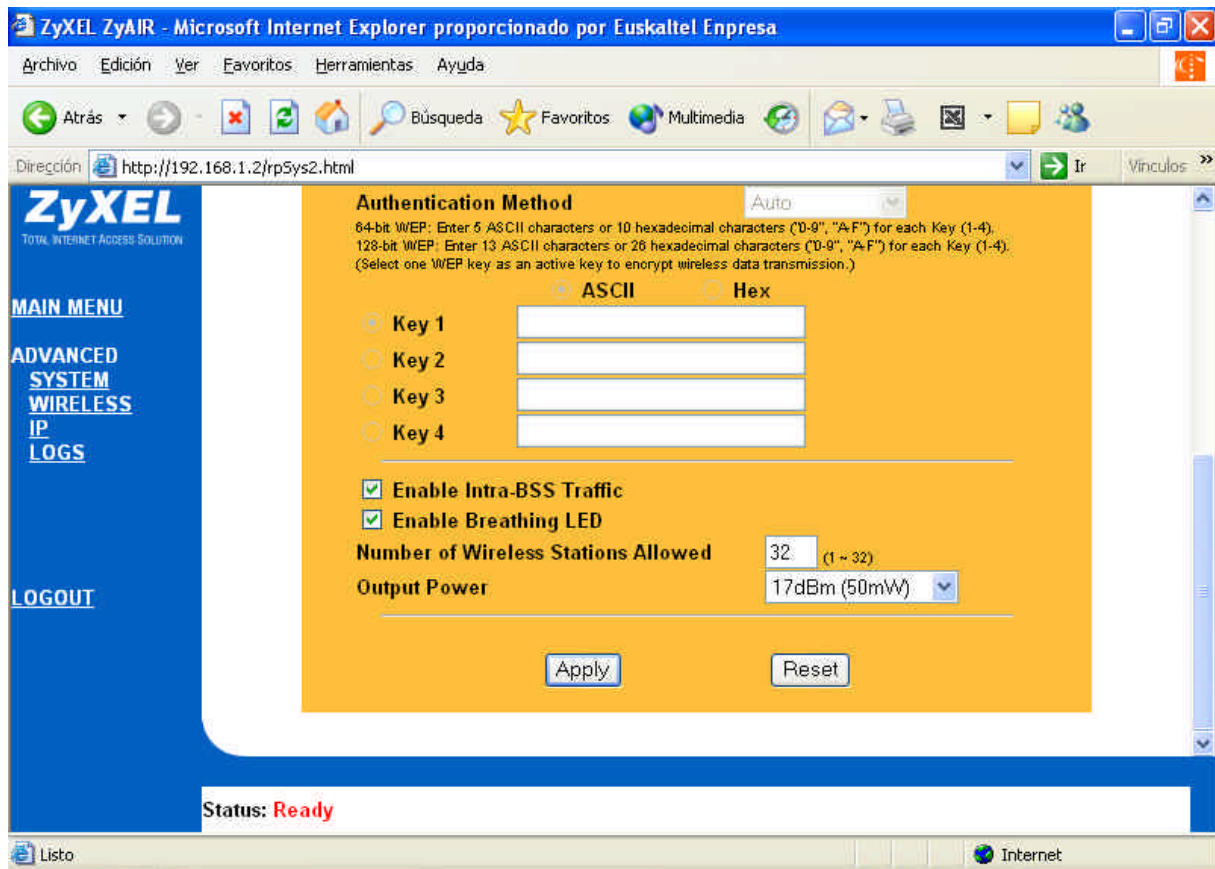 ZyXEL ZyAIR - Microsoft Internet Explorer proporcionado por Euskaltel Enpresa
Archivo Edición Ver Favoritos Herramientas Ayuda
Atrás Búsqueda Favoritos Multimedia
Dirección http://192.168.1.2/rpSys2.html Ir Vínculos »
ZyXEL
TOTAL INTERNET ACCESS SOLUTION
MAIN MENU
ADVANCED
SYSTEM
WIRELESS
IP
LOGS
LOGOUT
Authentication Method Auto
64-bit WEP: Enter 5 ASCII characters or 10 hexadecimal characters ("0-9", "A-F") for each Key (1-4).
128-bit WEP: Enter 13 ASCII characters or 26 hexadecimal characters ("0-9", "A-F") for each Key (1-4).
(Select one WEP key as an active key to encrypt wireless data transmission.)
ASCII Hex
Key 1
Key 2
Key 3
Key 4
Enable Intra-BSS Traffic
Enable Breathing LED
Number of Wireless Stations Allowed 32 (1 ~ 32)
Output Power 17dBm (50mW)
Apply Reset
Status: Ready
Listo Internet